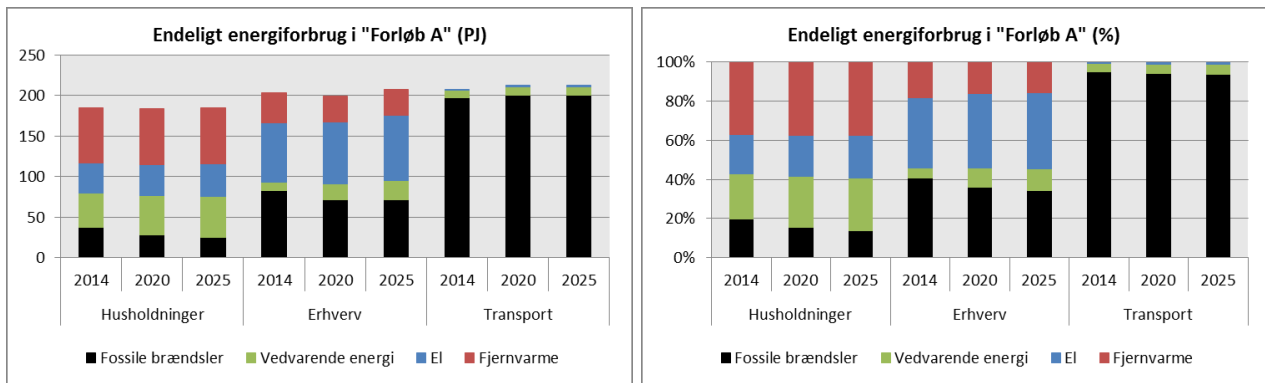 Endeligt energiforbrug i "Forløb A" (PJ)
250
200
150
100
50
0
2014 2020 2025 2014 2020 2025 2014 2020 2025
Husholdninger Erhverv Transport
Fossile brændsler Vedvarende energi El Fjernvarme
Endeligt energiforbrug i "Forløb A" (%)
100%
80%
60%
40%
20%
0%
2014 2020 2025 2014 2020 2025 2014 2020 2025
Husholdninger Erhverv Transport
Fossile brændsler Vedvarende energi El Fjernvarme